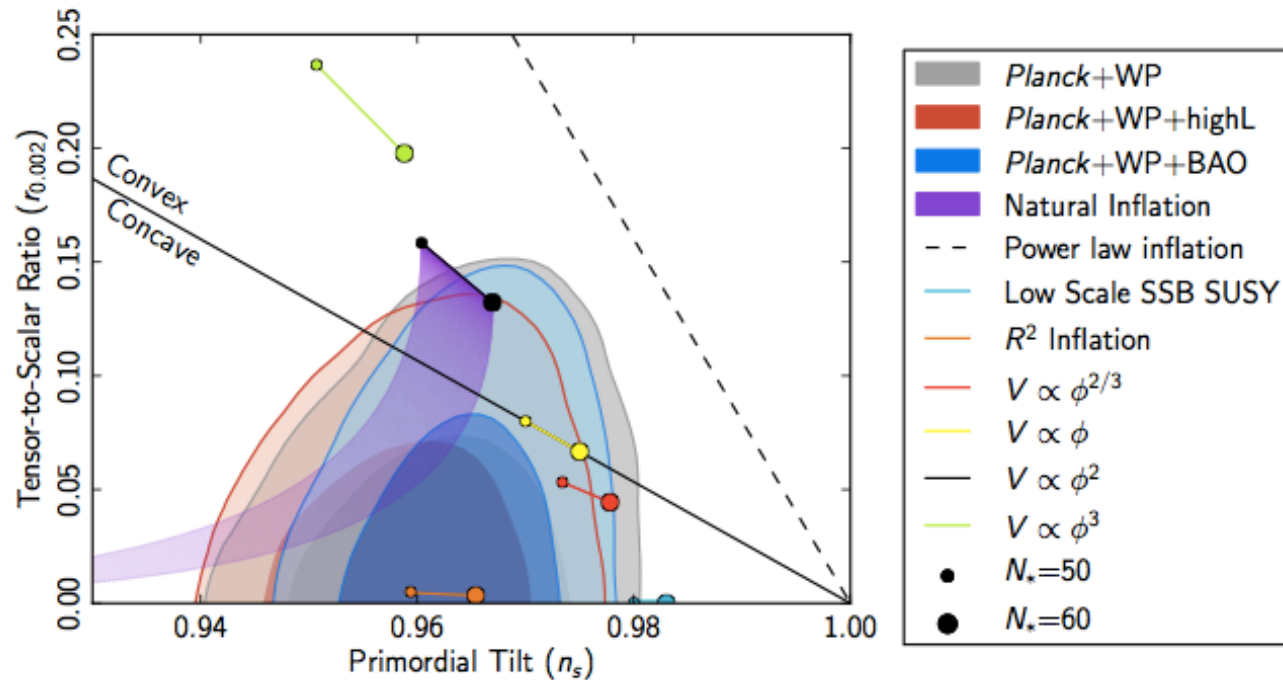 0.25
0.20
0.15
0.10
0.05
0.00
Tensor-to-Scalar Ratio (r₀.₀₀₂)
Convex
Concave
0.94
0.96
0.98
1.00
Primordial Tilt (nₛ)
Planck+WP
Planck+WP+highL
Planck+WP+BAO
Natural Inflation
Power law inflation
Low Scale SSB SUSY
R² Inflation
V ∝ ϕ²ᐟ³
V ∝ ϕ
V ∝ ϕ²
V ∝ ϕ³
N∗=50
N∗=60